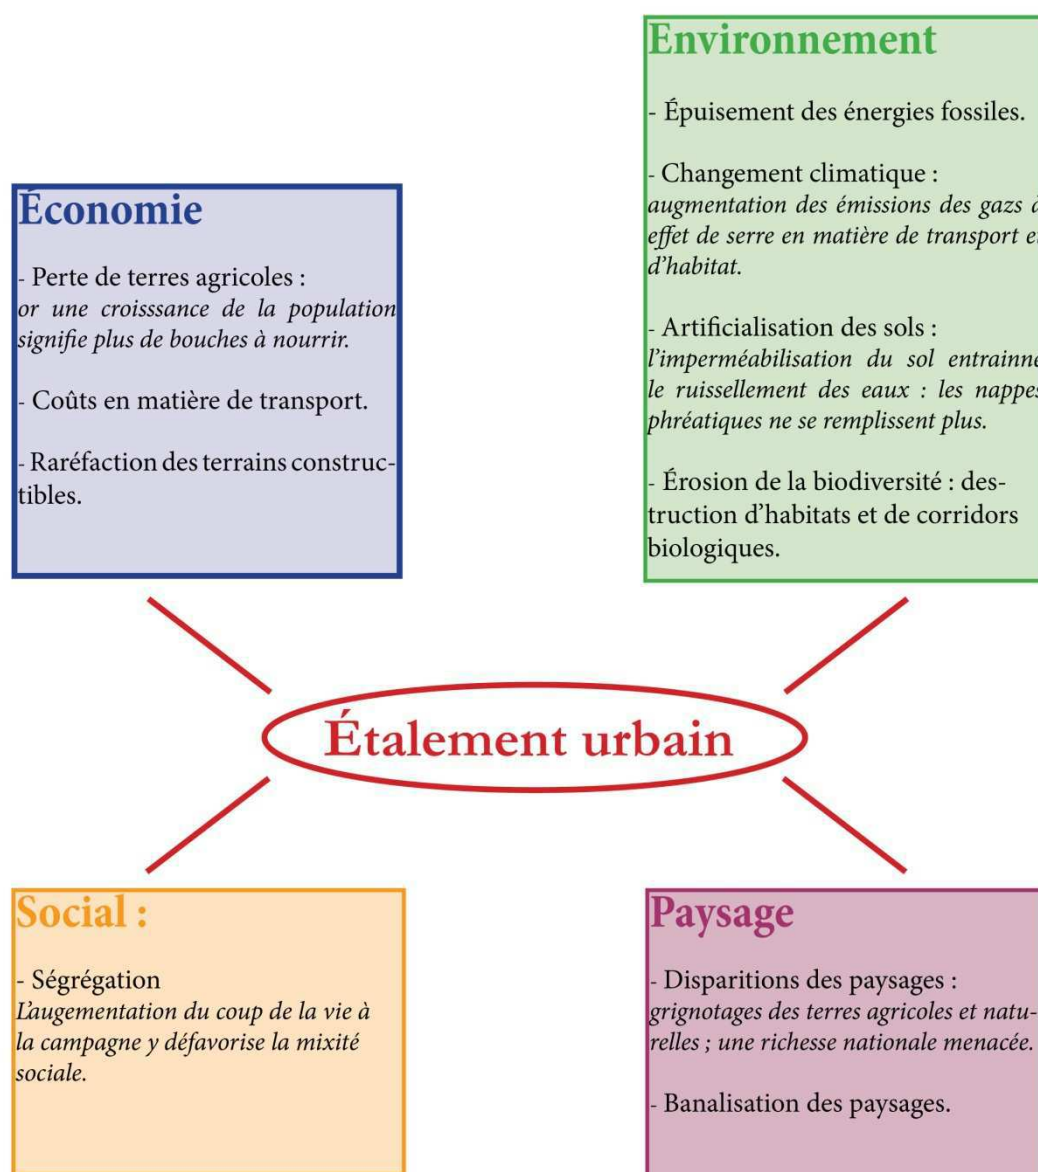 Économie
- Perte de terres agricoles :
or une croisssance de la population
signifie plus de bouches à nourrir.
- Coûts en matière de transport.
- Raréfaction des terrains construc-
tibles.
Environnement
- Épuisement des énergies fossiles.
- Changement climatique :
augmentation des émissions des gazs à
effet de serre en matière de transport et
d’habitat.
- Artificialisation des sols :
l’imperméabilisation du sol entrainne
le ruissellement des eaux : les nappes
phréatiques ne se remplissent plus.
- Érosion de la biodiversité : des-
truction d’habitats et de corridors
biologiques.
Étalement urbain
Social :
- Ségrégation
L’augementation du coup de la vie à
la campagne y défavorise la mixité
sociale.
Paysage
- Disparitions des paysages :
grignotages des terres agricoles et natu-
relles ; une richesse nationale menacée.
- Banalisation des paysages.